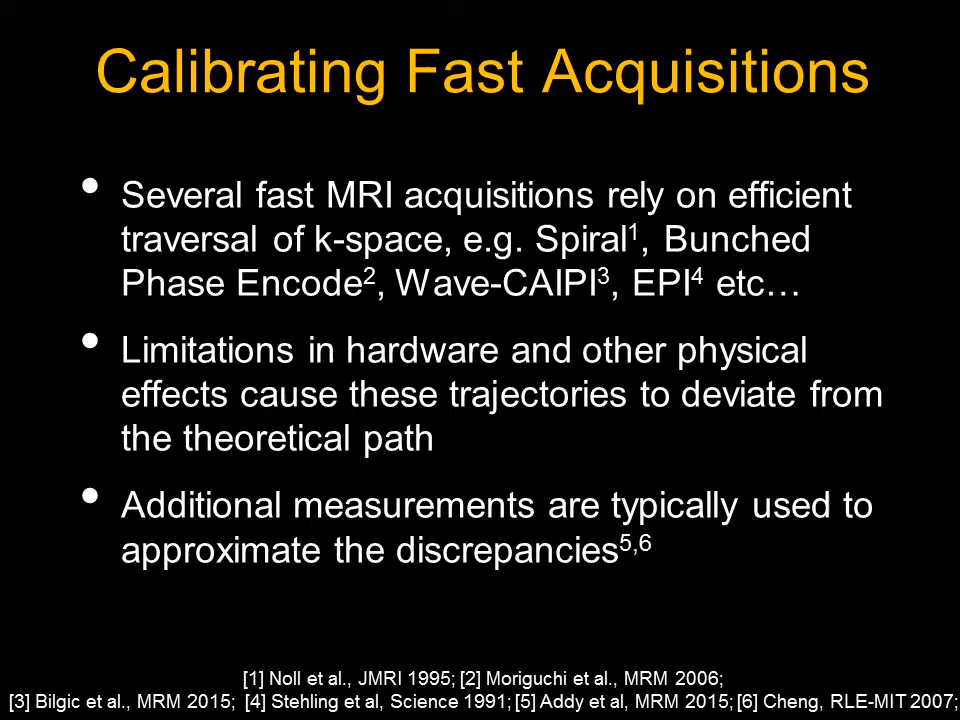 Calibrating Fast Acquisitions
• Several fast MRI acquisitions rely on efficient
traversal of k-space, e.g. Spiral¹, Bunched
Phase Encode², Wave-CAIPI³, EPI⁴ etc…
• Limitations in hardware and other physical
effects cause these trajectories to deviate from
the theoretical path
• Additional measurements are typically used to
approximate the discrepancies⁵,⁶
[1] Noll et al., JMRI 1995; [2] Moriguchi et al., MRM 2006;
[3] Bilgic et al., MRM 2015; [4] Stehling et al, Science 1991; [5] Addy et al, MRM 2015; [6] Cheng, RLE-MIT 2007;